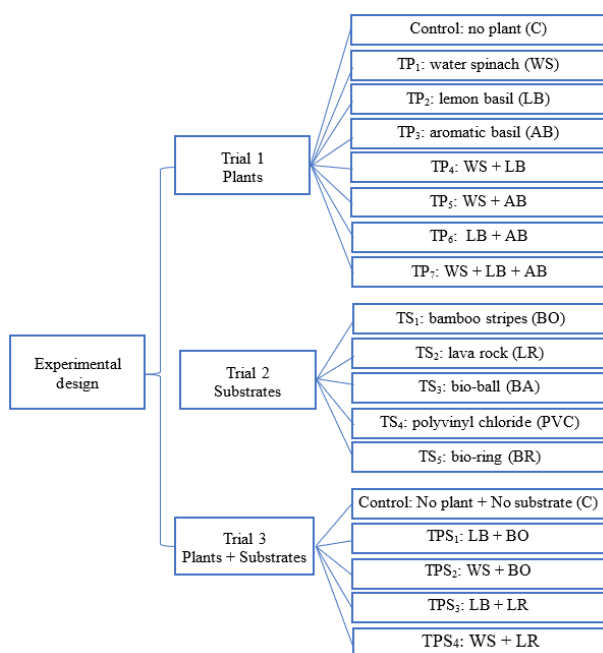 Experimental
design
Trial 1
Plants
Control: no plant (C)
TP₁: water spinach (WS)
TP₂: lemon basil (LB)
TP₃: aromatic basil (AB)
TP₄: WS + LB
TP₅: WS + AB
TP₆: LB + AB
TP₇: WS + LB + AB
Trial 2
Substrates
TS₁: bamboo stripes (BO)
TS₂: lava rock (LR)
TS₃: bio-ball (BA)
TS₄: polyvinyl chloride (PVC)
TS₅: bio-ring (BR)
Trial 3
Plants + Substrates
Control: No plant + No substrate (C)
TPS₁: LB + BO
TPS₂: WS + BO
TPS₃: LB + LR
TPS₄: WS + LR